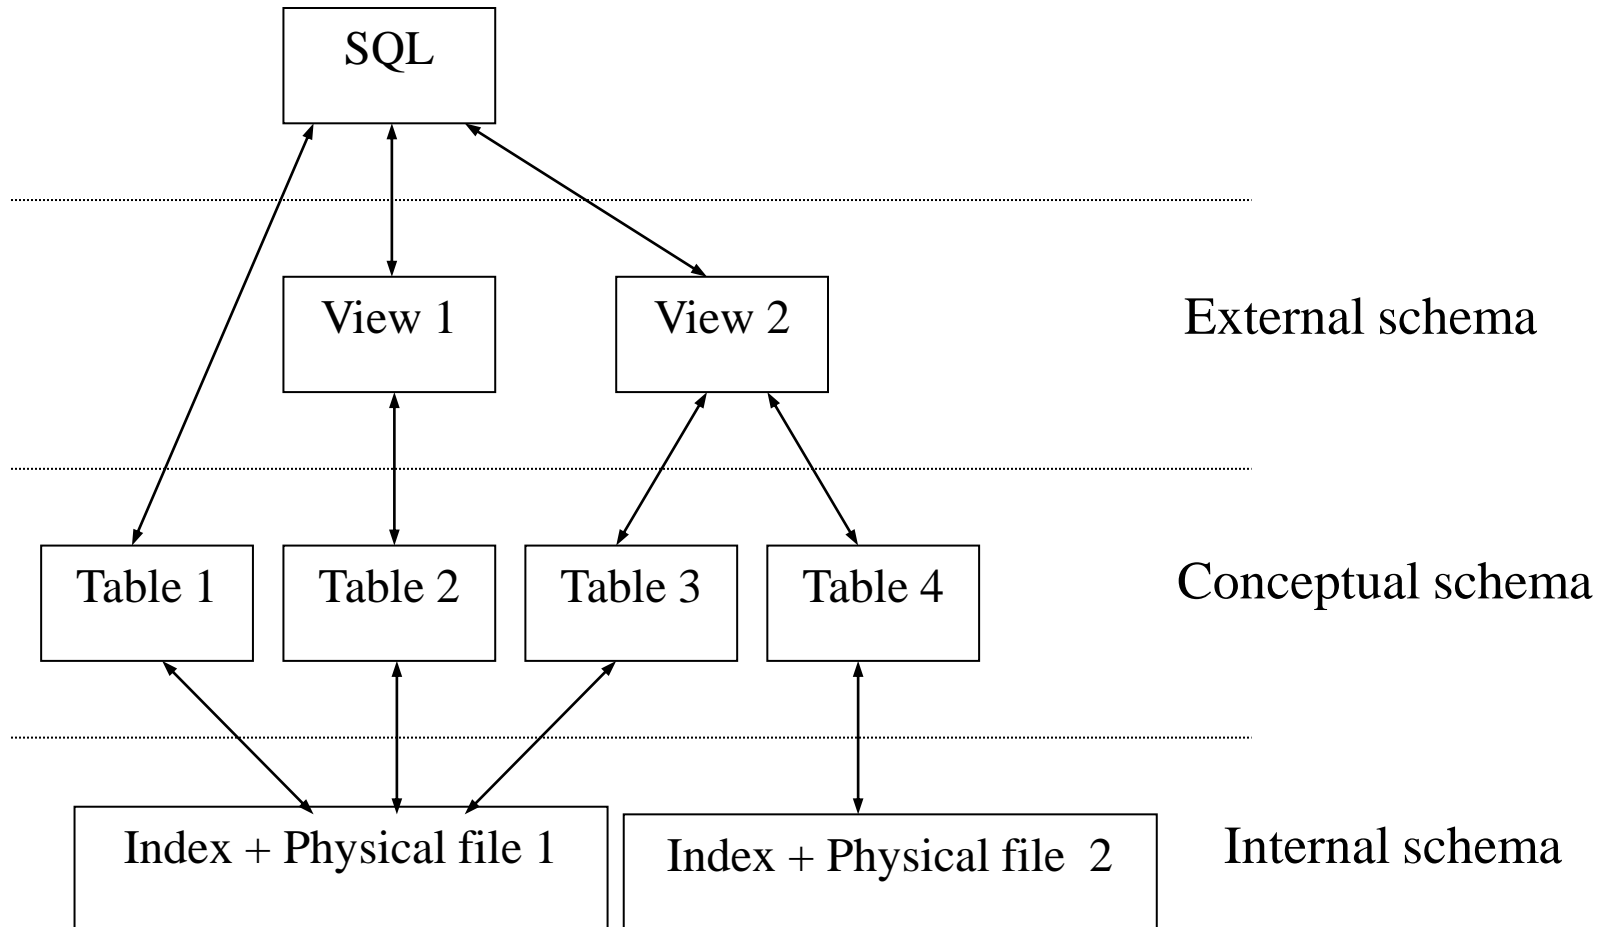 SQL
View 1
View 2
External schema
Table 1
Table 2
Table 3
Table 4
Conceptual schema
Index + Physical file 1
Index + Physical file  2
Internal schema